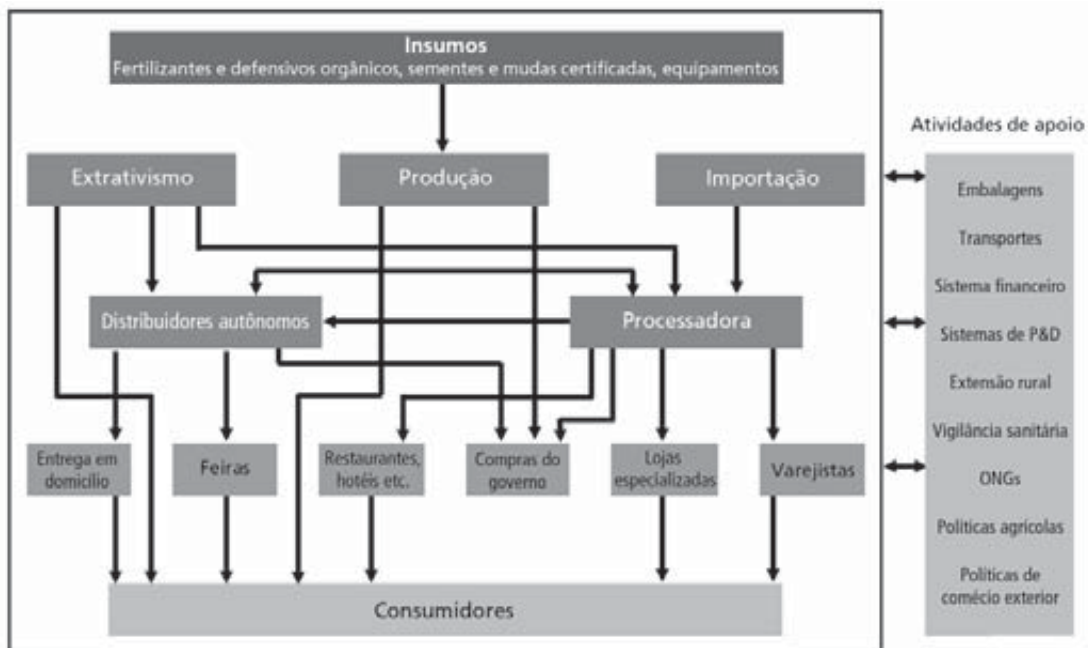 Insumos
Fertilizantes e defensivos orgânicos, sementes e mudas certificadas, equipamentos
Atividades de apoio
Extrativismo
Produção
Importação
Distribuidores autônomos
Processadora
Entrega em
domicílio
Feiras
Restaurantes,
hotéis etc.
Compras do
governo
Lojas
especializadas
Varejistas
Consumidores
Embalagens
Transportes
Sistema financeiro
Sistemas de P&D
Extensão rural
Vigilância sanitária
ONGs
Políticas agrícolas
Políticas de
comécio exterior